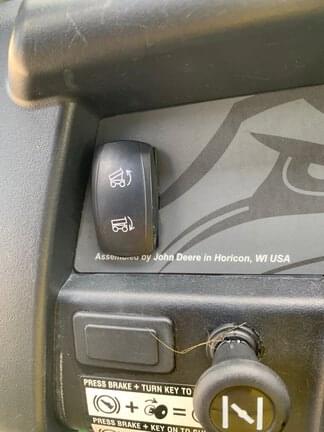 Assembled by John Deere in Horicon, WI USA
PRESS BRAKE + TURN KEY TO
+ =
PRESS BRAKE + KEY ON TO